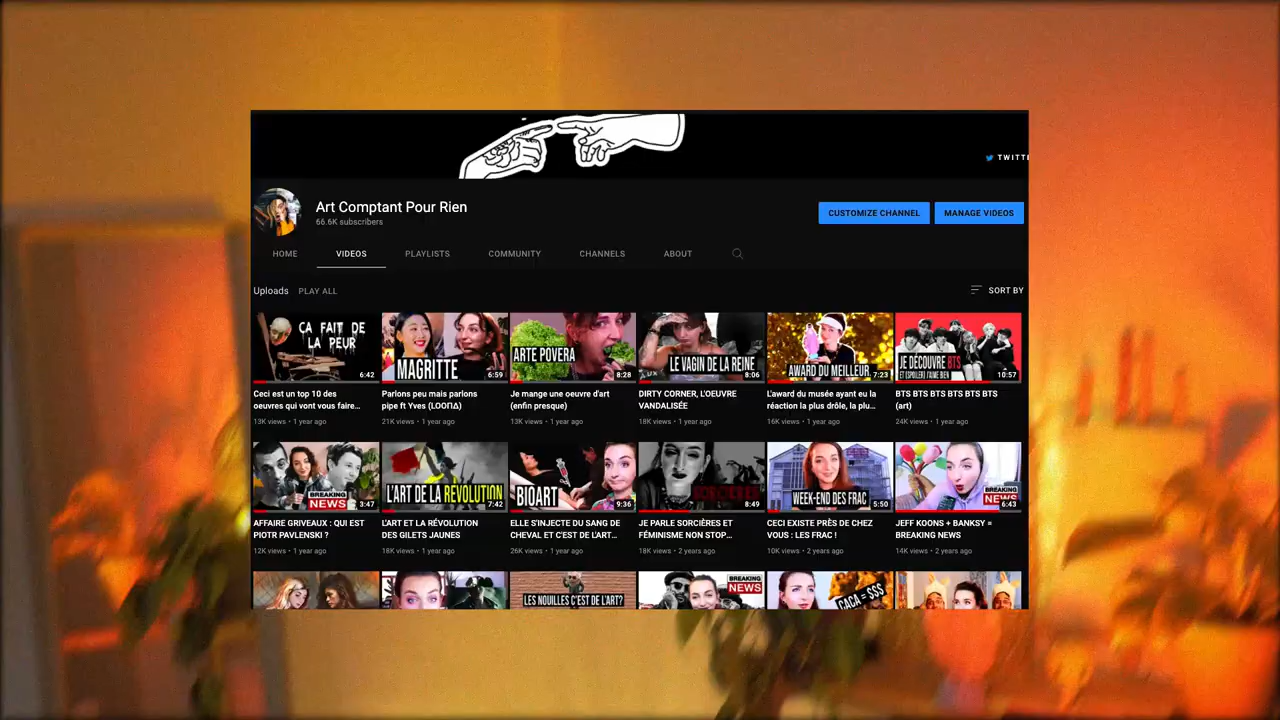 TWITT
Art Comptant Pour Rien
66.6K subscribers
CUSTOMIZE CHANNEL
MANAGE VIDEOS
HOME
VIDEOS
PLAYLISTS
COMMUNITY
CHANNELS
ABOUT
Uploads
PLAY ALL
SORT BY
ÇA FAIT DE
LA PEUR
6:42
MAGRITTE
6:59
ARTE POVERA
8:28
LE VAGIN DE LA REINE
8:06
AWARD DU MEILLEUR
7:23
JE DÉCOUVRE BTS
ET (SPOILER) J'AIME BIEN
10:57
Ceci est un top 10 des
oeuvres qui vont vous faire...
13K views • 1 year ago
Parlons peu mais parlons
pipe ft Yves (LOOПΔ)
21K views • 1 year ago
Je mange une oeuvre d'art
(enfin presque)
13K views • 1 year ago
DIRTY CORNER, L'OEUVRE
VANDALISÉE
18K views • 1 year ago
L'award du musée ayant eu la
réaction la plus drôle, la plu...
16K views • 1 year ago
BTS BTS BTS BTS BTS BTS
(art)
24K views • 1 year ago
BREAKING
NEWS
3:47
L'ART DE LA RÉVOLUTION
7:42
BIOART
9:36
SORCIÈRES
8:49
WEEK-END DES FRAC
5:50
BREAKING
NEWS
6:43
AFFAIRE GRIVEAUX : QUI EST
PIOTR PAVLENSKI ?
12K views • 1 year ago
L'ART ET LA RÉVOLUTION
DES GILETS JAUNES
18K views • 1 year ago
ELLE S'INJECTE DU SANG DE
CHEVAL ET C'EST DE L'ART...
26K views • 1 year ago
JE PARLE SORCIÈRES ET
FÉMINISME NON STOP...
18K views • 2 years ago
CECI EXISTE PRÈS DE CHEZ
VOUS : LES FRAC !
10K views • 2 years ago
JEFF KOONS + BANKSY =
BREAKING NEWS
14K views • 2 years ago
LES NOUILLES C'EST DE L'ART?
BREAKING
NEWS
CACA = $$$